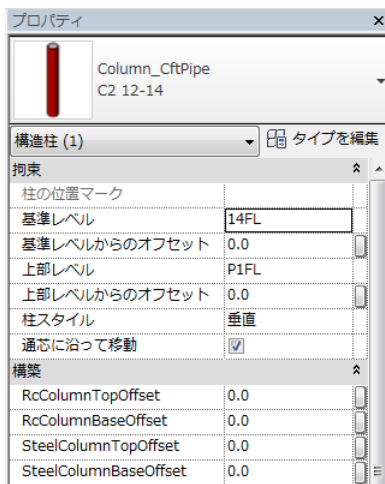 プロパティ
Column_CftPipe
C2 12-14
構造柱 (1) タイプを編集
拘束
柱の位置マーク
基準レベル 14FL
基準レベルからのオフセット 0.0
上部レベル P1FL
上部レベルからのオフセット 0.0
柱スタイル 垂直
通芯に沿って移動
構築
RcColumnTopOffset 0.0
RcColumnBaseOffset 0.0
SteelColumnTopOffset 0.0
SteelColumnBaseOffset 0.0